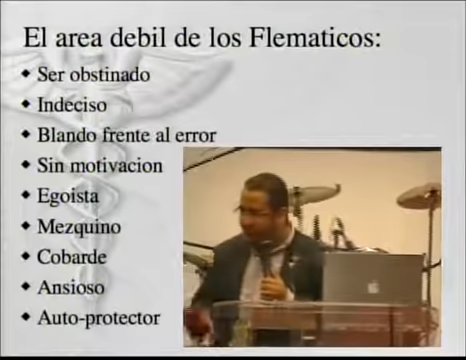 El area debil de los Flematicos:
Ser obstinado
Indeciso
Blando frente al error
Sin motivacion
Egoista
Mezquino
Cobarde
Ansioso
Auto-protector